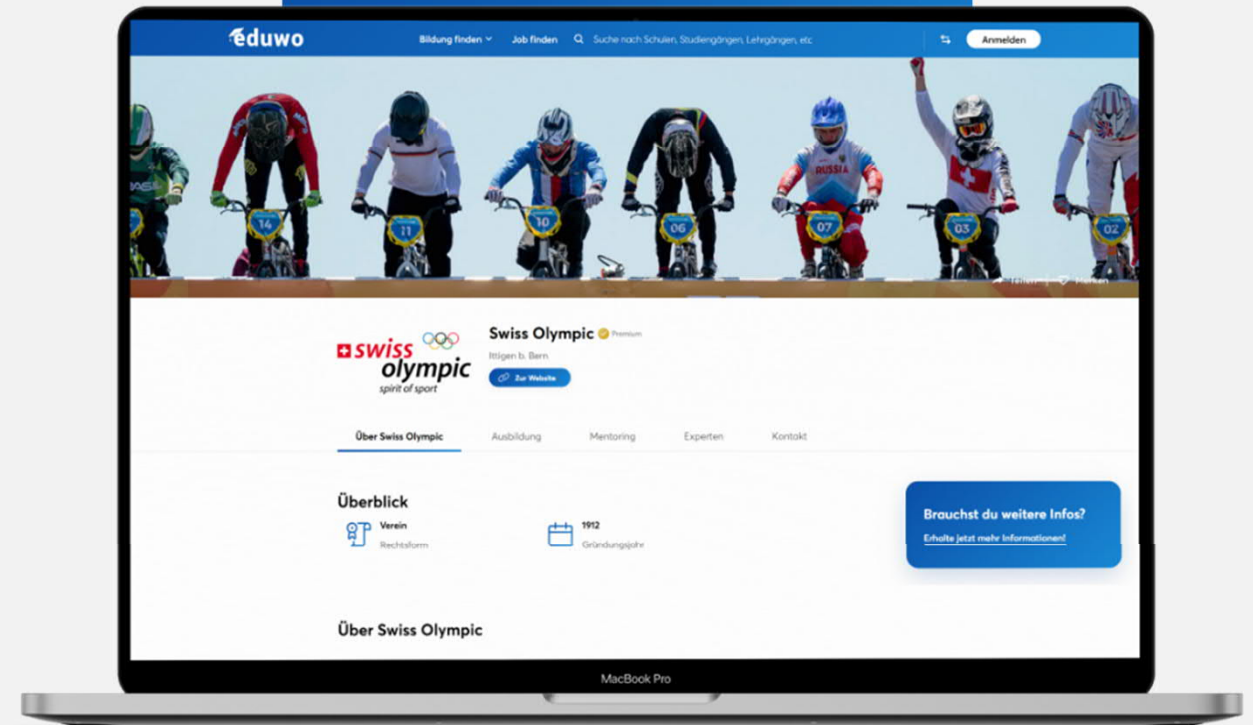 eduwo
Bildung finden
Job finden
Suche nach Schulen, Studiengängen, Lehrgängen, etc
Anmelden
BRASIL
RUSSIA
14
11
10
06
07
03
02
Teilen
Merken
swiss
olympic
spirit of sport
Swiss Olympic
Premium
Ittigen b. Bern
Zur Website
Über Swiss Olympic
Ausbildung
Mentoring
Experten
Kontakt
Überblick
Verein
Rechtsform
1912
Gründungsjahr
Brauchst du weitere Infos?
Erhalte jetzt mehr Informationen!
Über Swiss Olympic
MacBook Pro